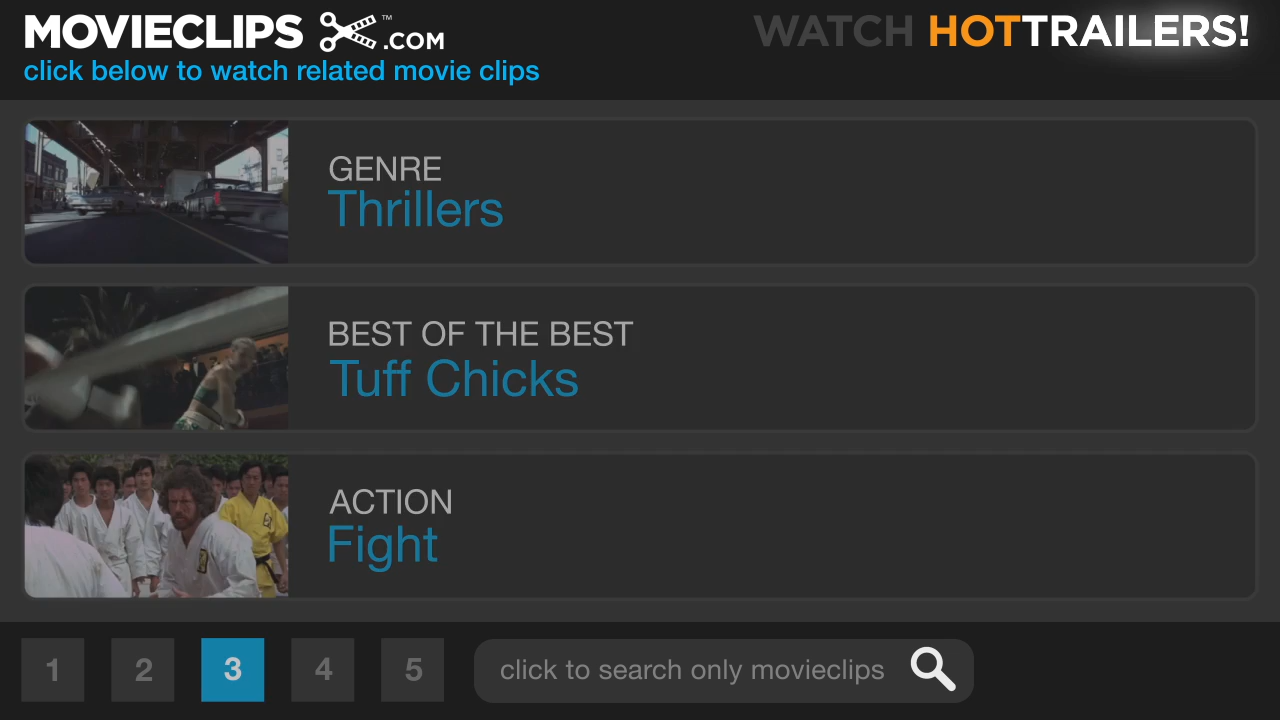 MOVIECLIPS ™ .COM
WATCH HOTTRAILERS!
click below to watch related movie clips
GENRE
Thrillers
BEST OF THE BEST
Tuff Chicks
ACTION
Fight
1 2 3 4 5 click to search only movieclips